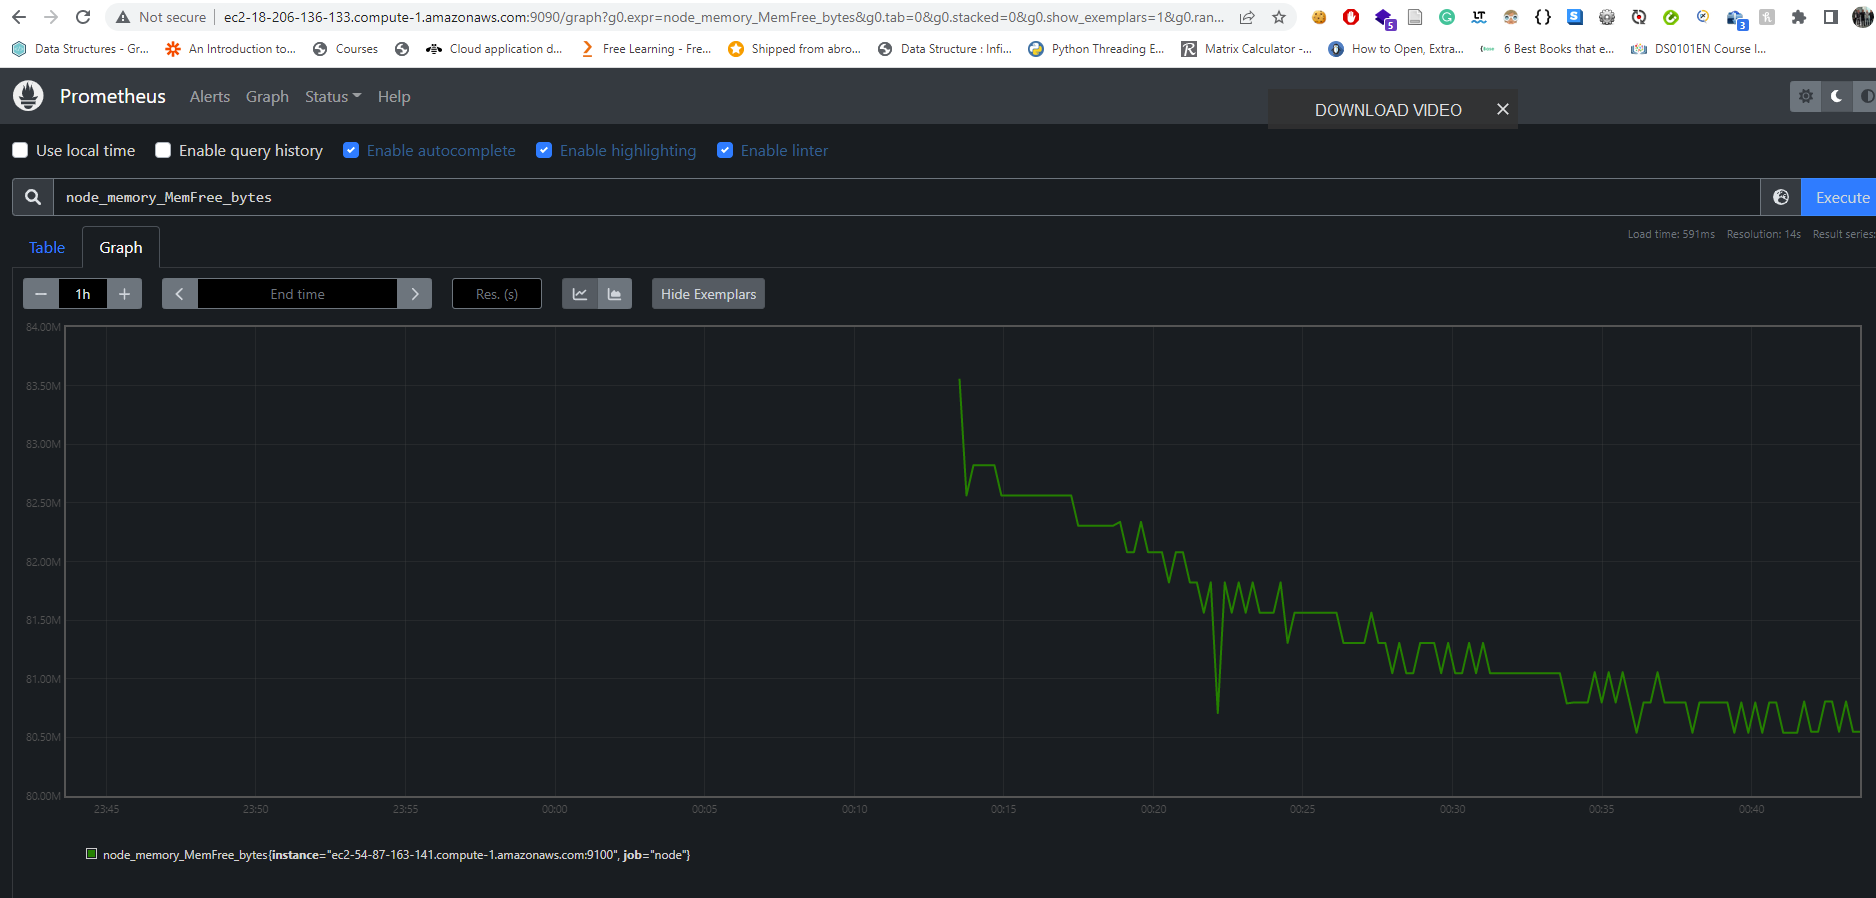 Not secure | ec2-18-206-136-133.compute-1.amazonaws.com:9090/graph?g0.expr=node_memory_MemFree_bytes&g0.tab=0&g0.stacked=0&g0.show_exemplars=1&g0.ran...
5 LT {} S 3
Data Structures - Gr... An Introduction to... Courses Cloud application d... Free Learning - Fre... Shipped from abro... Data Structure : Infi... Python Threading E... R Matrix Calculator -... How to Open, Extra... 6 Best Books that e... DS0101EN Course I...
Prometheus Alerts Graph Status Help
DOWNLOAD VIDEO
Use local time Enable query history Enable autocomplete Enable highlighting Enable linter
node_memory_MemFree_bytes Execute
Table Graph
Load time: 591ms Resolution: 14s Result series:
1h End time Res. (s) Hide Exemplars
84.00M
83.50M
83.00M
82.50M
82.00M
81.50M
81.00M
80.50M
80.00M
23:45 23:50 23:55 00:00 00:05 00:10 00:15 00:20 00:25 00:30 00:35 00:40
node_memory_MemFree_bytes{instance="ec2-54-87-163-141.compute-1.amazonaws.com:9100", job="node"}